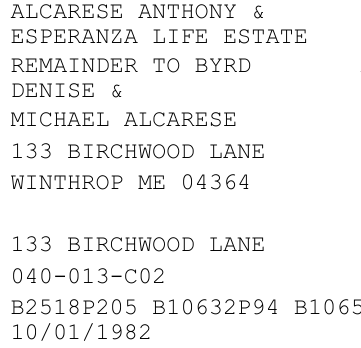 ALCARESE ANTHONY &
ESPERANZA LIFE ESTATE
REMAINDER TO BYRD
DENISE &
MICHAEL ALCARESE
133 BIRCHWOOD LANE
WINTHROP ME 04364
133 BIRCHWOOD LANE
040-013-C02
B2518P205 B10632P94 B1065
10/01/1982